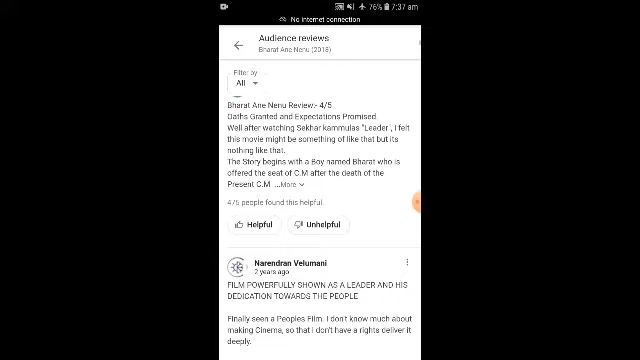 76% 7:37 am
No internet connection
Audience reviews
Bharat Ane Nenu (2018)
Filter by
All
Bharat Ane Nenu Review:- 4/5
Oaths Granted and Expectations Promised.
Well after watching Sekhar kammulas "Leader", i felt
this movie might be something of like that but its
nothing like that.
The Story begins with a Boy named Bharat who is
offered the seat of C.M after the death of the
Present C.M ...More
475 people found this helpful.
Helpful Unhelpful
Narendran Velumani
2 years ago
FILM POWERFULLY SHOWN AS A LEADER AND HIS
DEDICATION TOWARDS THE PEOPLE
Finally seen a Peoples Film. I don't know much about
making Cinema, so that i don't have a rights deliver it
deeply.